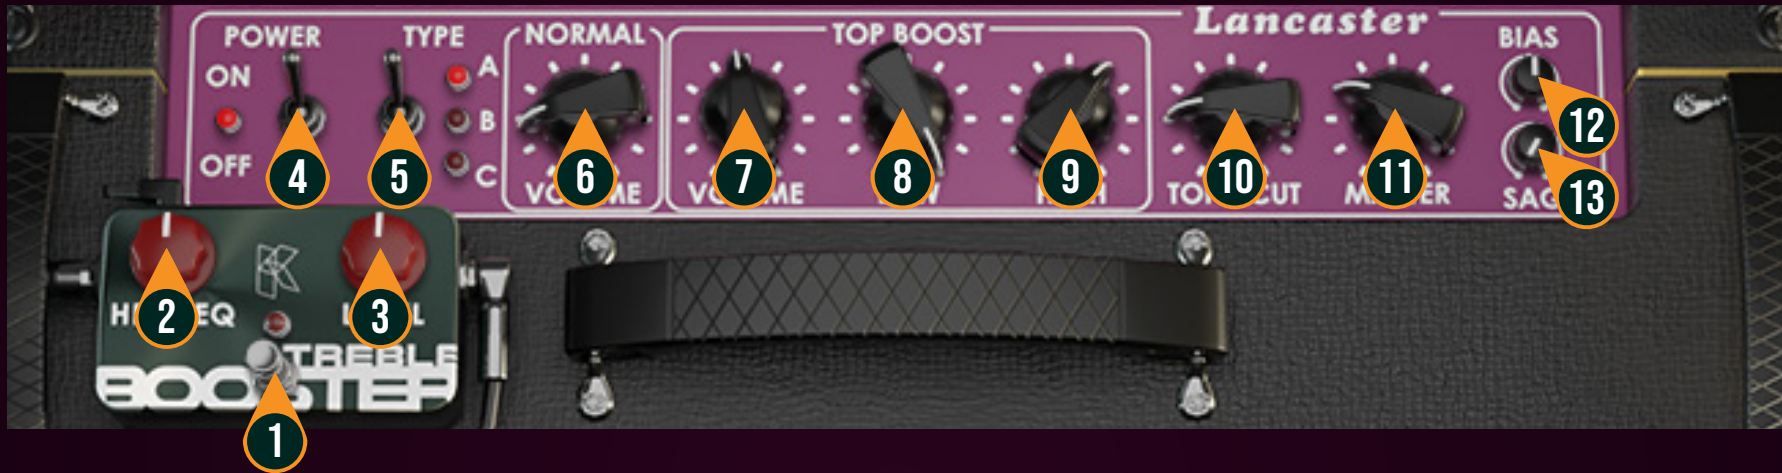 Lancaster
POWER
TYPE
NORMAL
TOP BOOST
BIAS
ON
A
B
OFF
C
12
4
5
6
7
8
9
10
11
13
SAG
2
3
TREBLE
BOOSTER
1